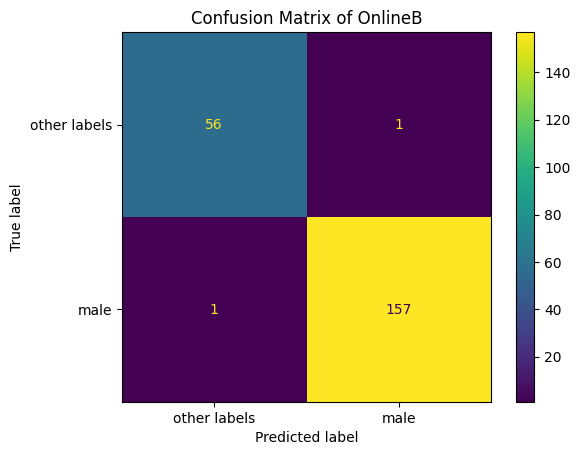 Confusion Matrix of OnlineB
True label
other labels
56
1
male
1
157
other labels
male
Predicted label
140
120
100
80
60
40
20